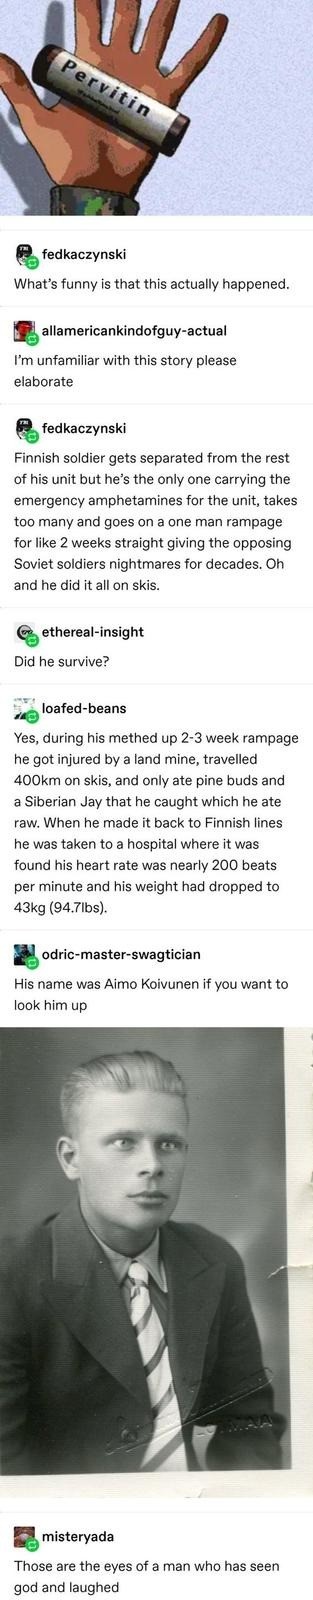 Pervitin
fedkaczynski
What's funny is that this actually happened.
allamericankindofguy-actual
I'm unfamiliar with this story please
elaborate
fedkaczynski
Finnish soldier gets separated from the rest
of his unit but he's the only one carrying the
emergency amphetamines for the unit, takes
too many and goes on a one man rampage
for like 2 weeks straight giving the opposing
Soviet soldiers nightmares for decades. Oh
and he did it all on skis.
ethereal-insight
Did he survive?
loafed-beans
Yes, during his methed up 2-3 week rampage
he got injured by a land mine, travelled
400km on skis, and only ate pine buds and
a Siberian Jay that he caught which he ate
raw. When he made it back to Finnish lines
he was taken to a hospital where it was
found his heart rate was nearly 200 beats
per minute and his weight had dropped to
43kg (94.7lbs).
odric-master-swagtician
His name was Aimo Koivunen if you want to
look him up
misteryada
Those are the eyes of a man who has seen
god and laughed